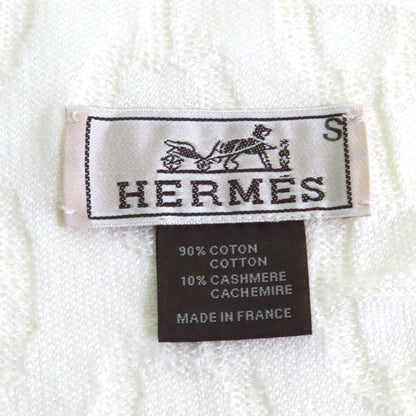 S
HERMÈS
90% COTON
COTTON
10% CASHMERE
CACHEMIRE
MADE IN FRANCE